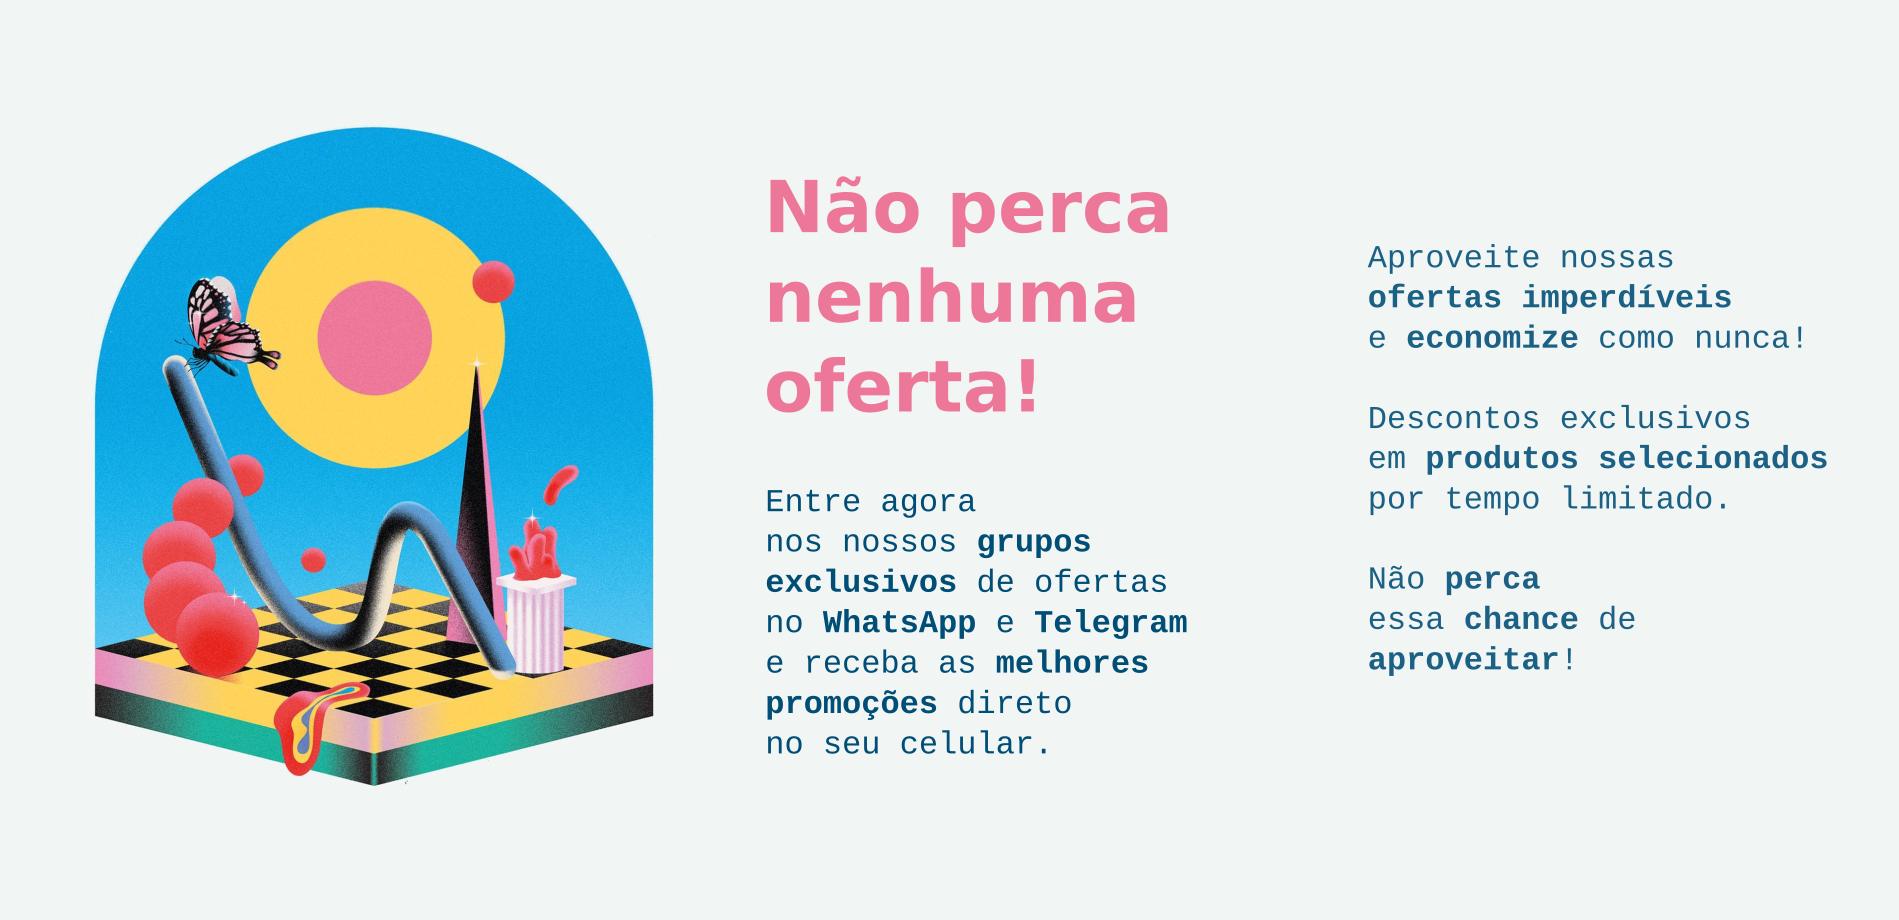 Não perca
nenhuma
oferta!
Entre agora
nos nossos grupos
exclusivos de ofertas
no WhatsApp e Telegram
e receba as melhores
promoções direto
no seu celular.
Aproveite nossas
ofertas imperdíveis
e economize como nunca!
Descontos exclusivos
em produtos selecionados
por tempo limitado.
Não perca
essa chance de
aproveitar!